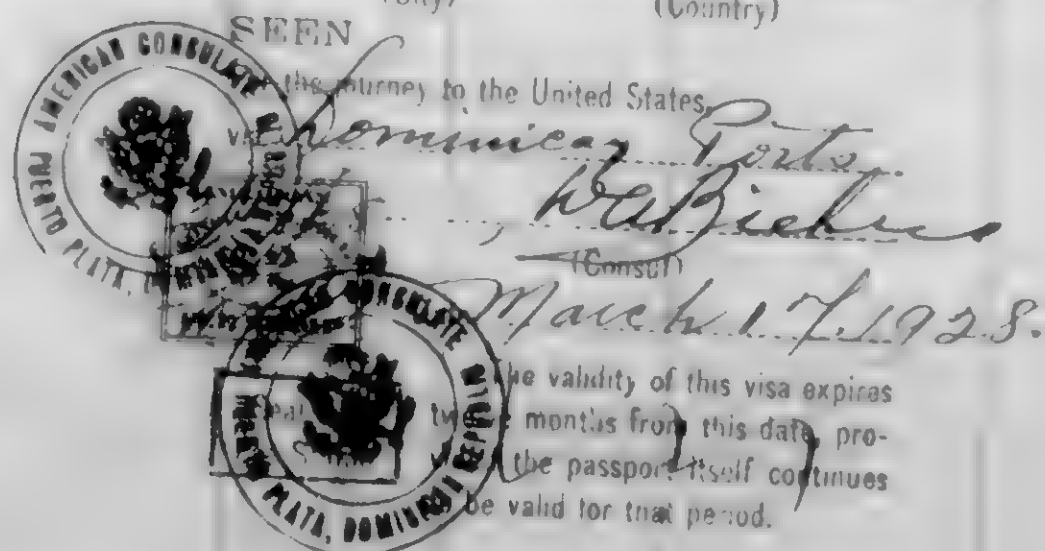 (Country)
SEEN
the journey to the United States,
Dominican Ports
(Consul)
March 17, 1928.
AMERICAN CONSULATE
PUERTO PLATA,
CONSULATE
PLATA, DOMINICAN REPUBLIC
the validity of this visa expires
months from this date, pro-
the passport itself continues
be valid for that period.